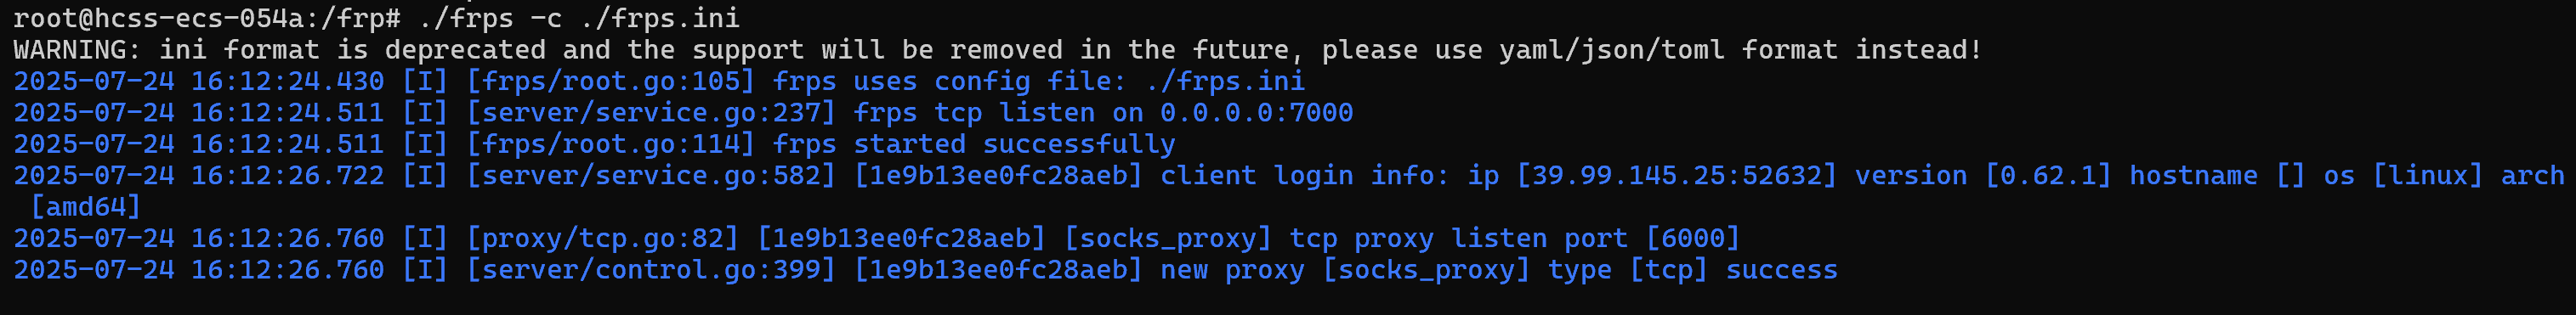 root@hcss-ecs-054a:/frp# ./frps -c ./frps.ini
WARNING: ini format is deprecated and the support will be removed in the future, please use yaml/json/toml format instead!
2025-07-24 16:12:24.430 [I] [frps/root.go:105] frps uses config file: ./frps.ini
2025-07-24 16:12:24.511 [I] [server/service.go:237] frps tcp listen on 0.0.0.0:7000
2025-07-24 16:12:24.511 [I] [frps/root.go:114] frps started successfully
2025-07-24 16:12:26.722 [I] [server/service.go:582] [1e9b13ee0fc28aeb] client login info: ip [39.99.145.25:52632] version [0.62.1] hostname [] os [linux] arch
 [amd64]
2025-07-24 16:12:26.760 [I] [proxy/tcp.go:82] [1e9b13ee0fc28aeb] [socks_proxy] tcp proxy listen port [6000]
2025-07-24 16:12:26.760 [I] [server/control.go:399] [1e9b13ee0fc28aeb] new proxy [socks_proxy] type [tcp] success